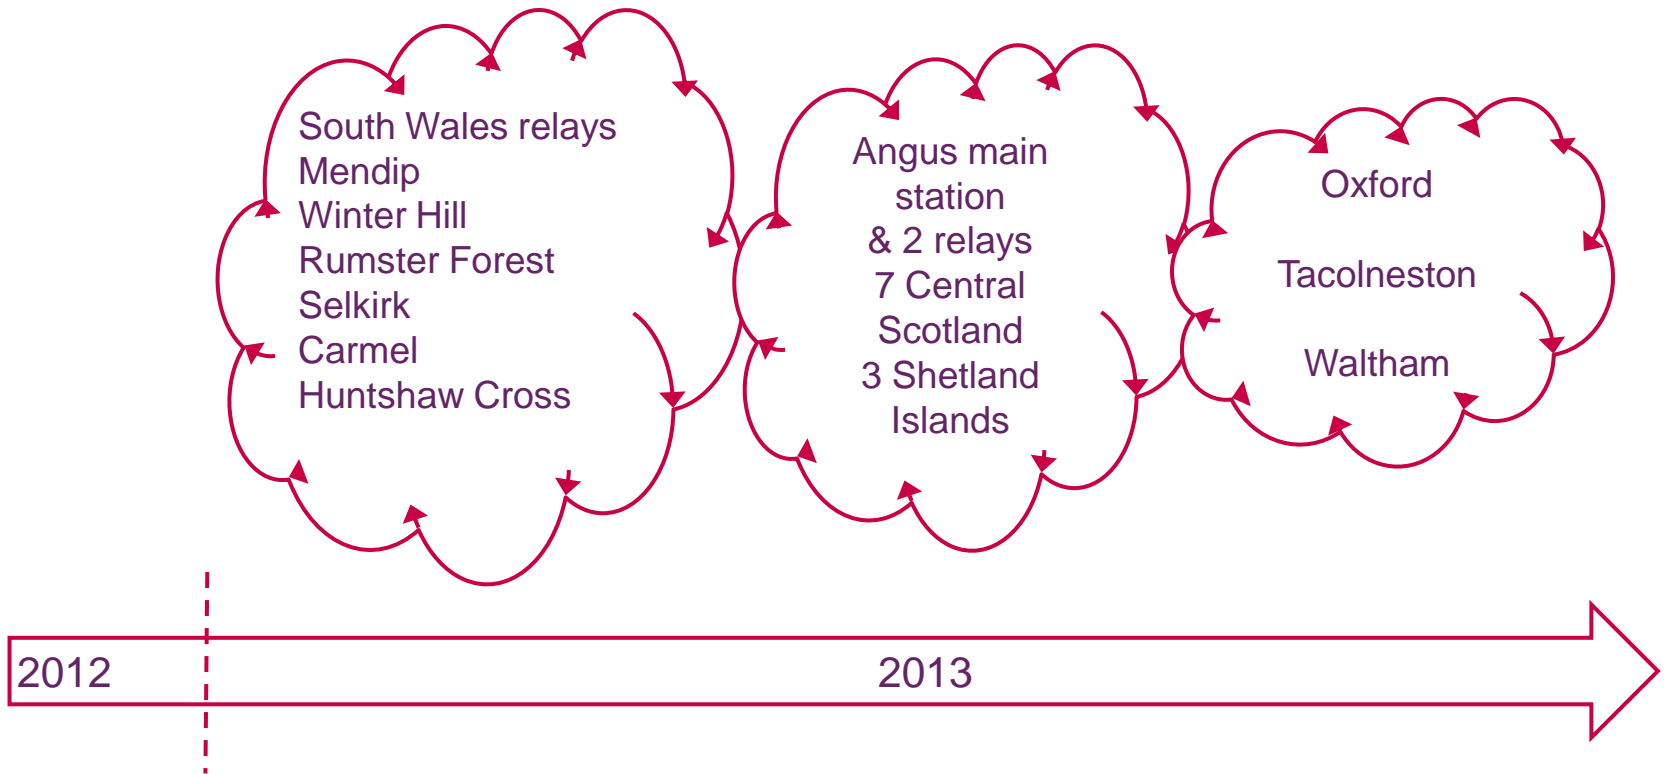 South Wales relays
Mendip
Winter Hill
Rumster Forest
Selkirk
Carmel
Huntshaw Cross
Angus main
station
& 2 relays
7 Central
Scotland
3 Shetland
Islands
Oxford
Tacolneston
Waltham
2012
2013